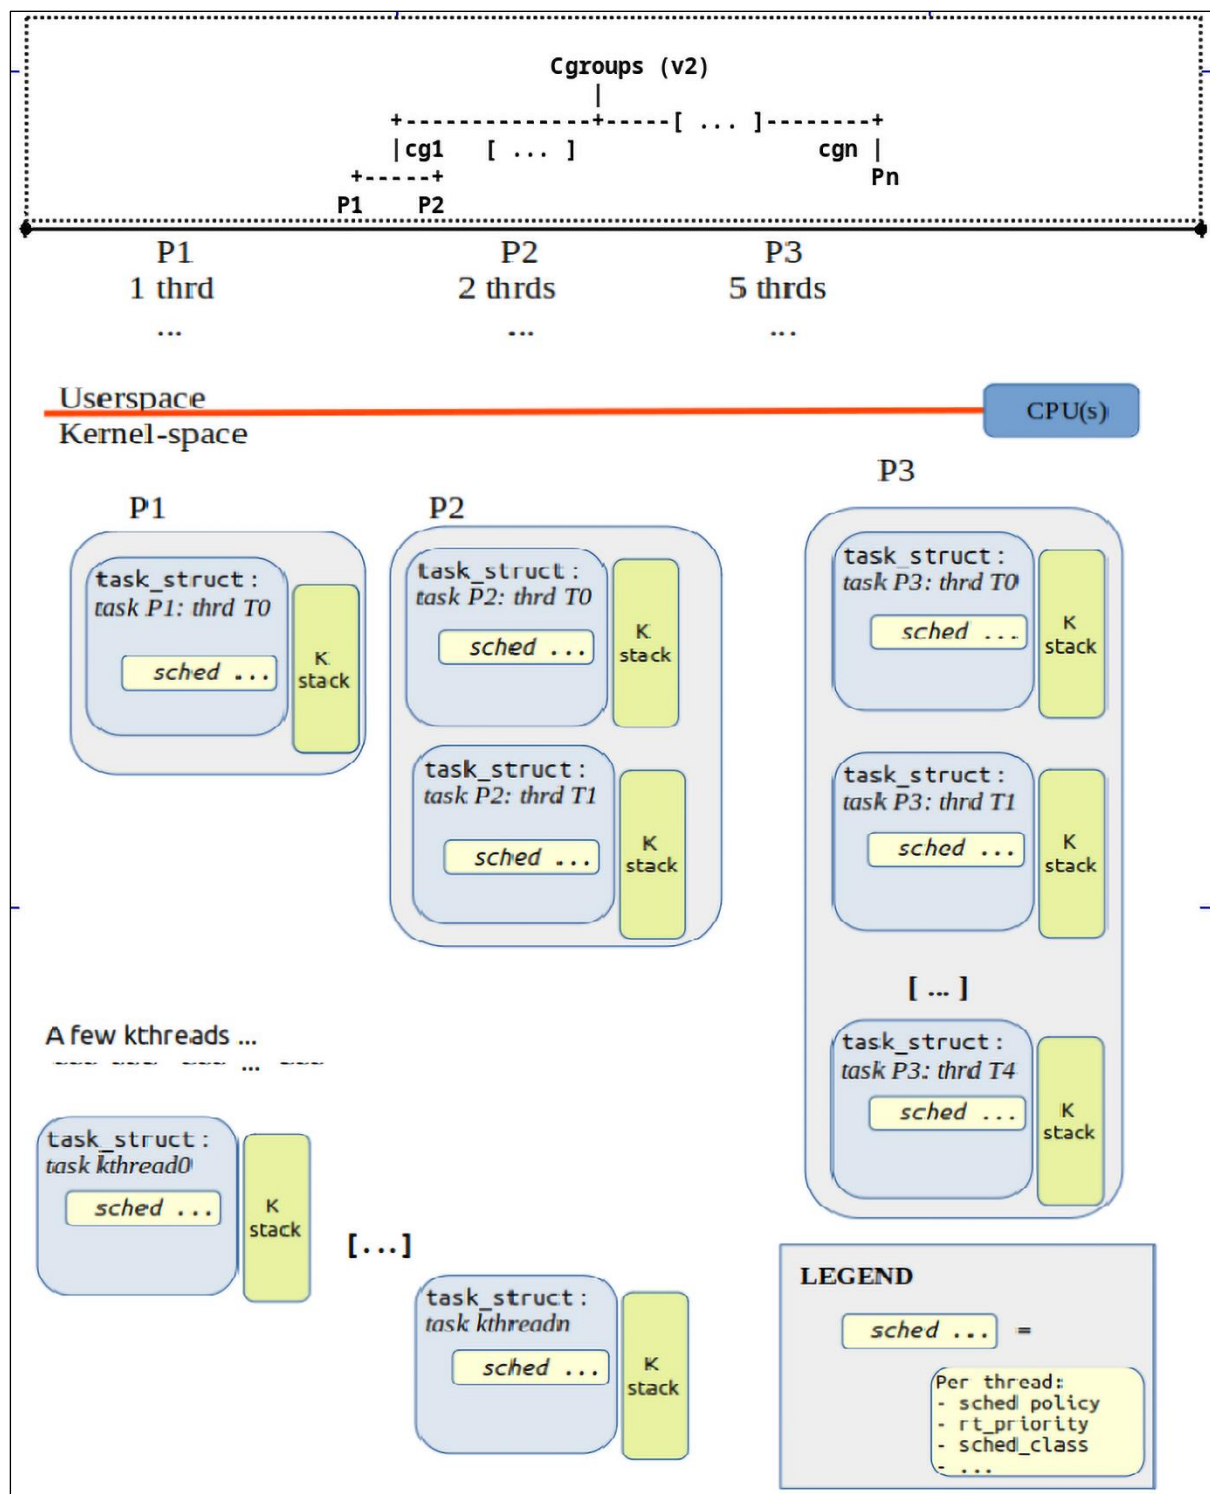 Cgroups (v2)
|
+--------------+-----[ ... ]--------+
|cg1 [ ... ] cgn |
+-----+ Pn
P1 P2
P1 P2 P3
1 thrd 2 thrds 5 thrds
... ... ...
Userspace
CPU(s)
Kernel-space
P1
task_struct:
task P1: thrd T0
sched ...
K
stack
P2
task_struct:
task P2: thrd T0
sched ...
K
stack
task_struct:
task P2: thrd T1
sched ...
K
stack
P3
task_struct:
task P3: thrd T0
sched ...
K
stack
task_struct:
task P3: thrd T1
sched ...
K
stack
[ ... ]
task_struct:
task P3: thrd T4
sched ...
K
stack
A few kthreads ...
...
task_struct:
task kthread0
sched ...
K
stack
[...]
task_struct:
task kthreadn
sched ...
K
stack
LEGEND
sched ... =
Per thread:
- sched policy
- rt_priority
- sched_class
- ...